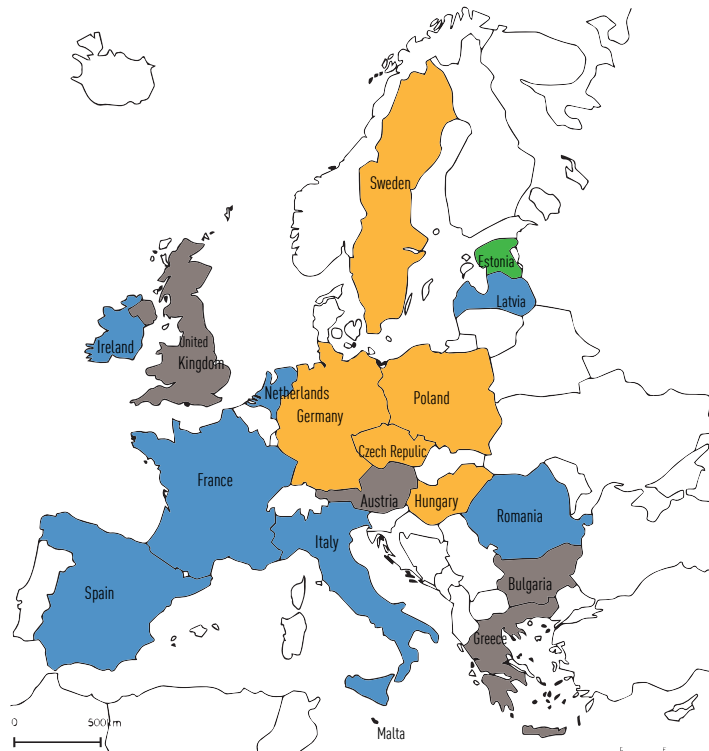 Sweden
Estonia
Latvia
United
Kingdom
Ireland
Netherlands
Germany
Poland
Czech Repulic
France
Austria
Hungary
Romania
Italy
Bulgaria
Spain
Greece
0 500km
Malta